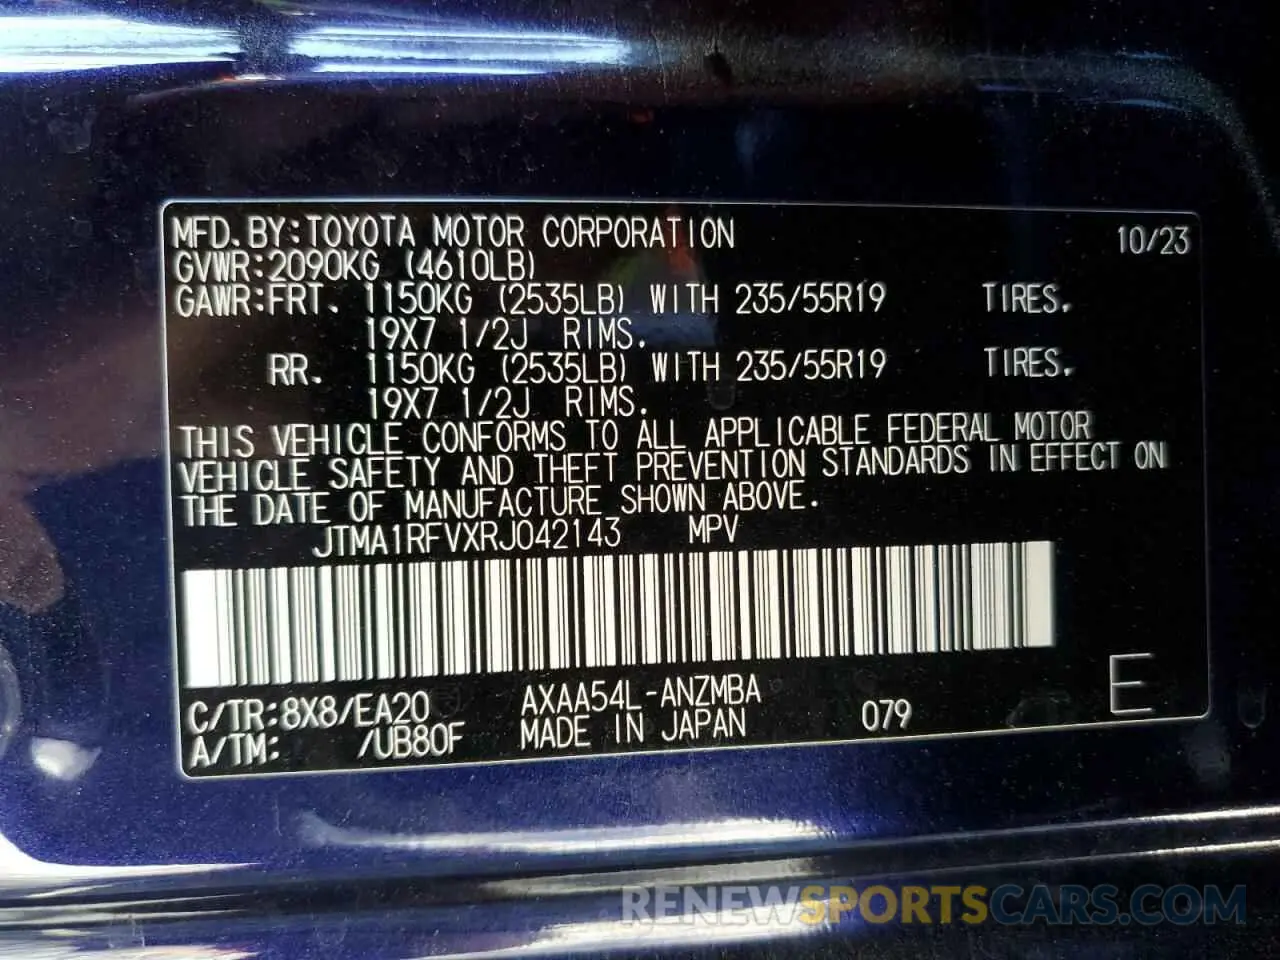 MFD.BY:TOYOTA MOTOR CORPORATION 10/23
GVWR:2090KG (4610LB)
GAWR:FRT. 1150KG (2535LB) WITH 235/55R19 TIRES.
19X7 1/2J RIMS.
RR. 1150KG (2535LB) WITH 235/55R19 TIRES.
19X7 1/2J RIMS.
THIS VEHICLE CONFORMS TO ALL APPLICABLE FEDERAL MOTOR
VEHICLE SAFETY AND THEFT PREVENTION STANDARDS IN EFFECT ON
THE DATE OF MANUFACTURE SHOWN ABOVE.
JTMA1RFVXRJ042143 MPV
C/TR:8X8/EA20 AXAA54L-ANZMBA E
A/TM: /UB80F MADE IN JAPAN 079
RENEWSPORTSCARS.COM